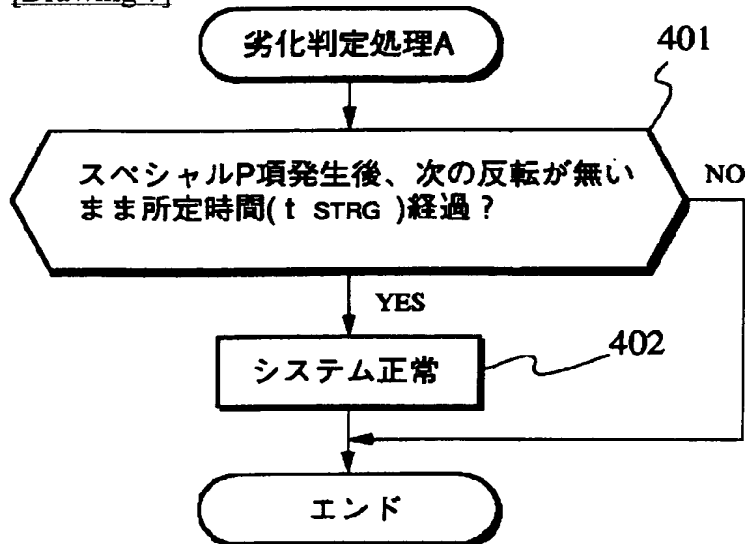 劣化判定処理A
401
スペシャルP項発生後、次の反転が無い
まま所定時間( t STRG )経過？
NO
YES
システム正常
402
エンド